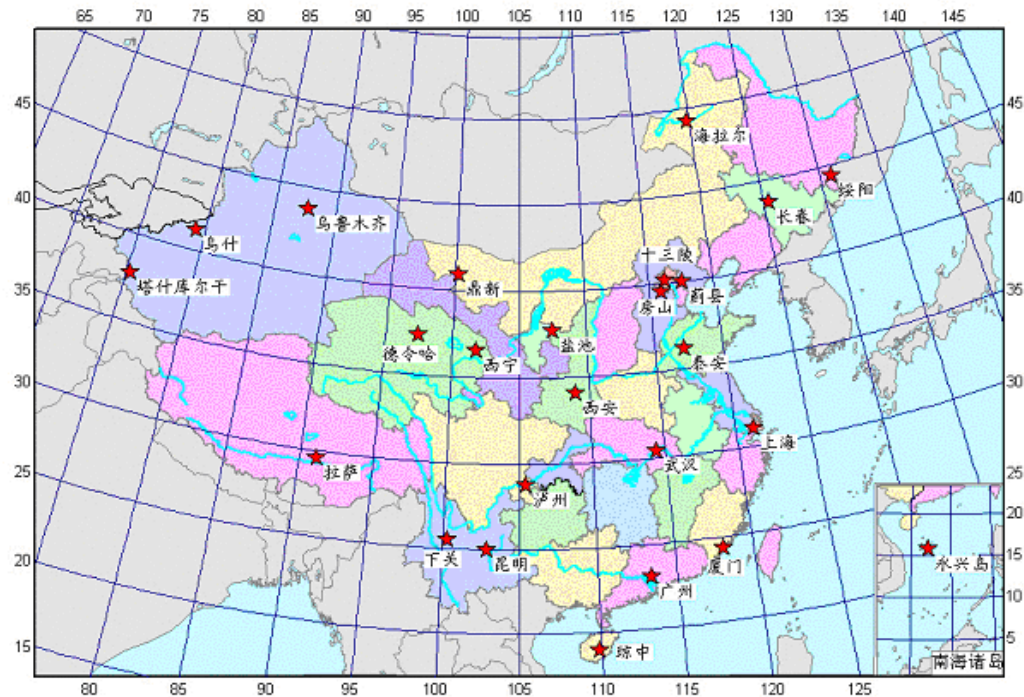 65 70 75 80 85 90 95 100 105 110 115 120 125 130 135 140 145
45 45
海拉尔
绥阳
40 40
长春
乌鲁木齐
乌什
十三陵
塔什库尔干
鼎新
蓟县
35 35
房山
盐池
德令哈
西宁
泰安
30 30
西安
上海
武汉
拉萨
25 25
泸州
20
下关
昆明
厦门
永兴岛
15
20
广州
10
5
15
琼中
南海诸岛
80 85 90 95 100 105 110 115 120 125